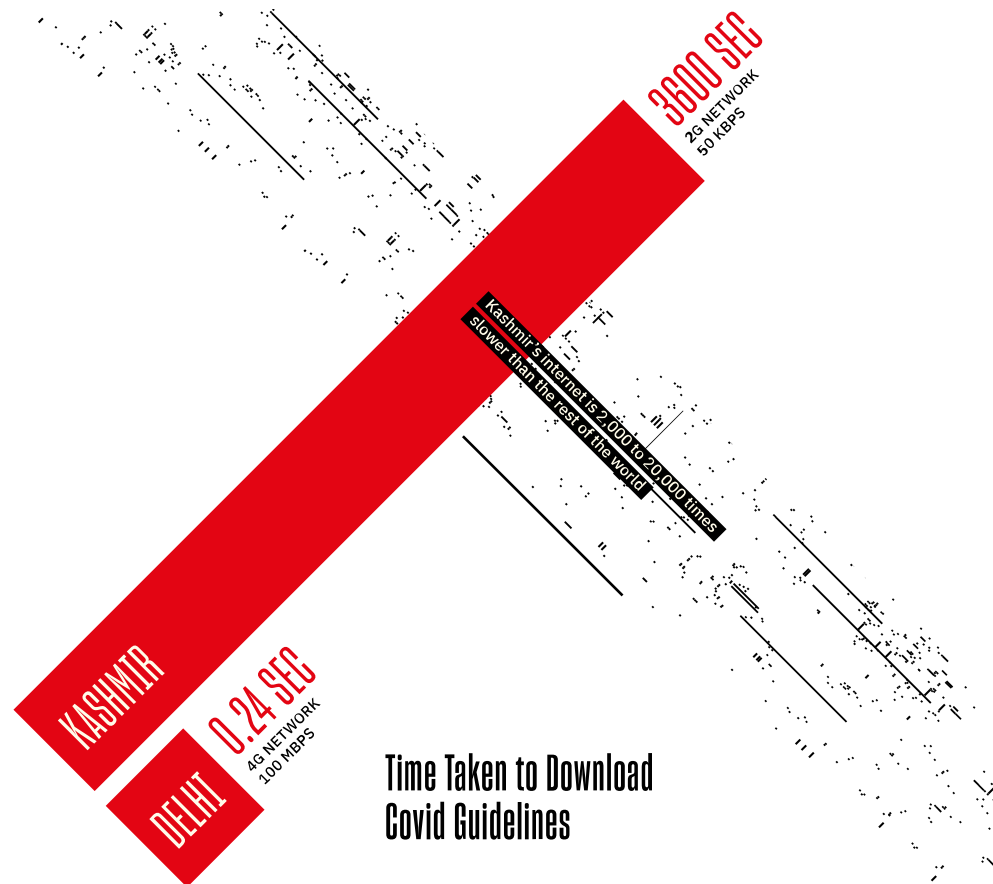 3600 SEC
2G NETWORK
50 KBPS
Kashmir's internet is 2,000 to 20,000 times
slower than the rest of the world
KASHMIR
0.24 SEC
4G NETWORK
100 MBPS
DELHI
Time Taken to Download
Covid Guidelines